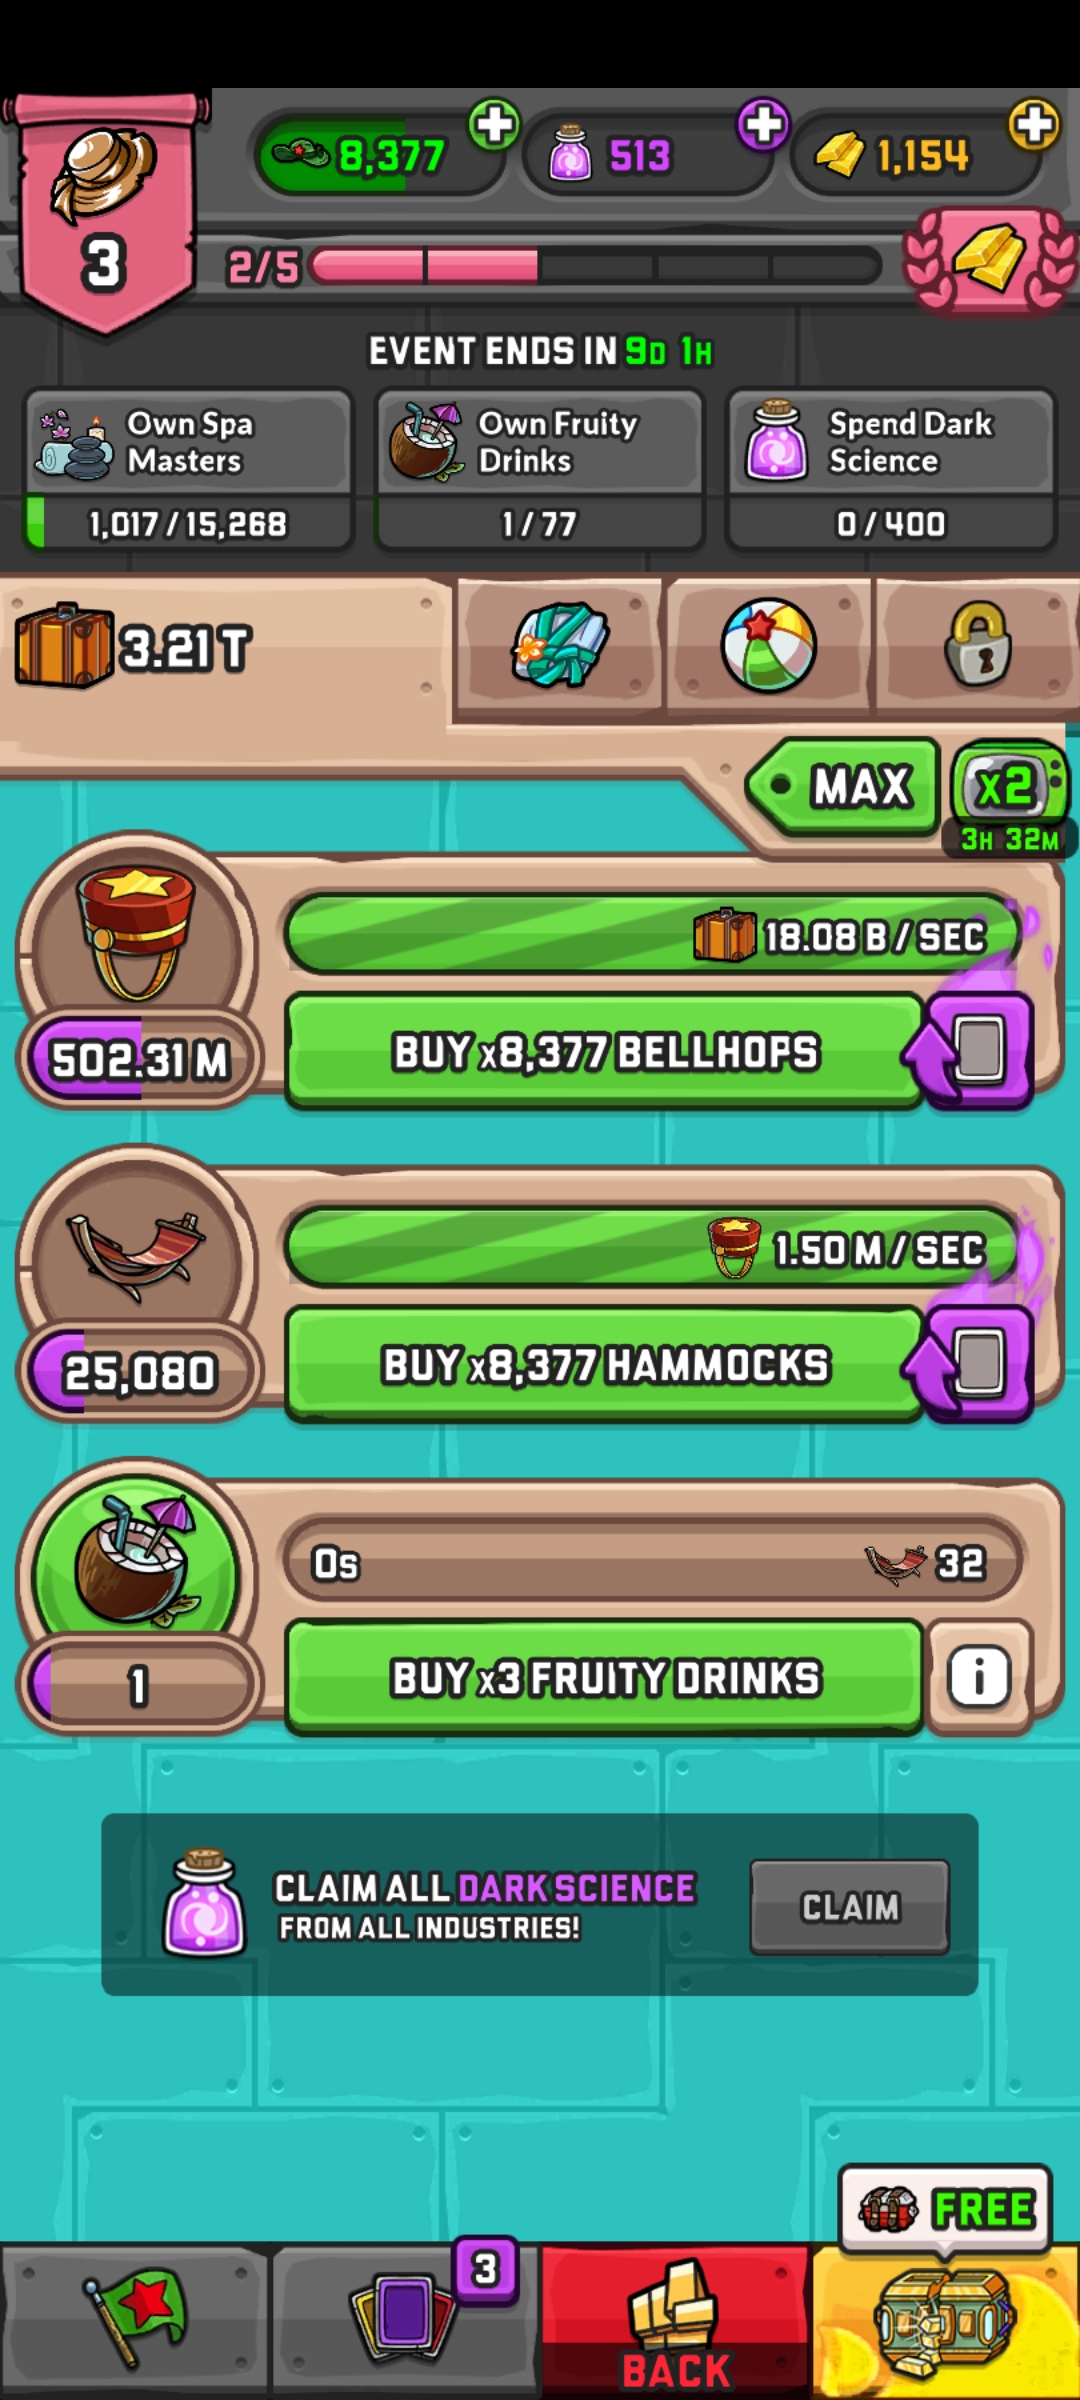 8,377
513
1,154
3
2/5
EVENT ENDS IN 9D 1H
Own Spa
Masters
1,017/15,268
Own Fruity
Drinks
1/77
Spend Dark
Science
0/400
3.21 T
MAX
x2
3H 32M
18.08 B/SEC
502.31 M
BUY x8,377 BELLHOPS
1.50 M/SEC
25,080
BUY x8,377 HAMMOCKS
0s
32
1
BUY x3 FRUITY DRINKS
i
CLAIM ALL DARK SCIENCE
FROM ALL INDUSTRIES!
CLAIM
FREE
3
BACK